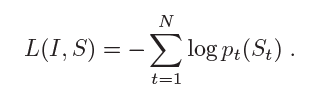 L(I, S) = − \sum_{t=1}^{N} \log p_t(S_t) .